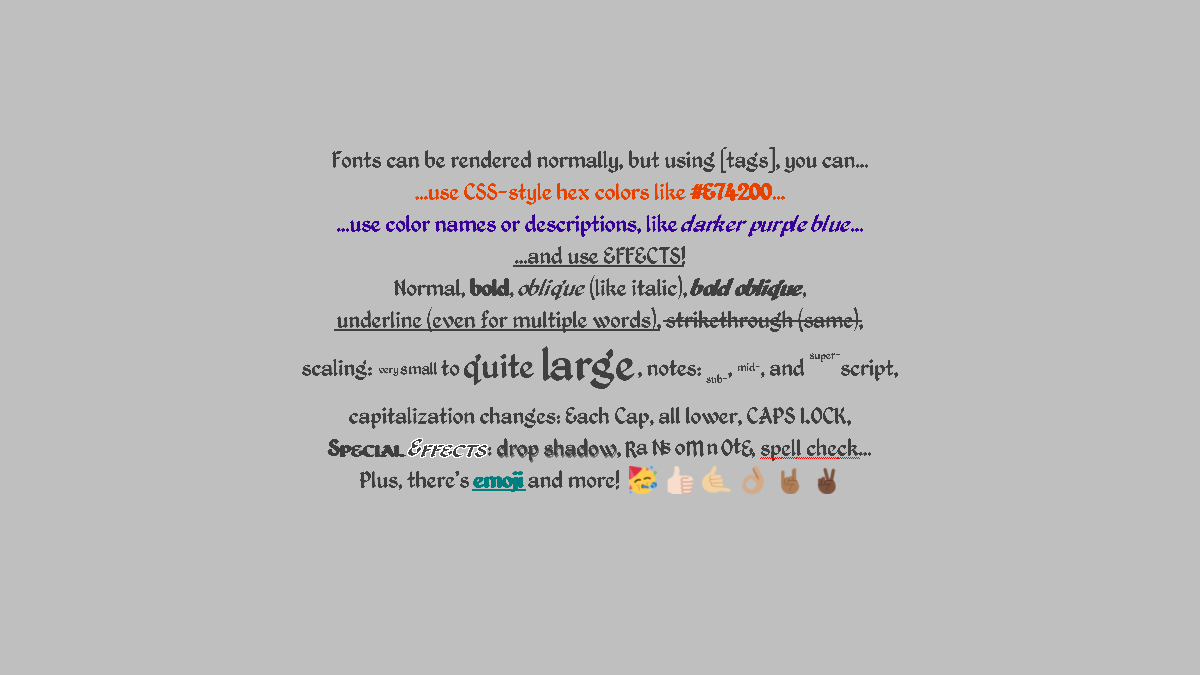 Fonts can be rendered normally, but using [tags], you can...
...use CSS-style hex colors like #E74200...
...use color names or descriptions, like darker purple blue...
...and use EFFECTS!
Normal, bold, oblique (like italic), bold oblique,
underline (even for multiple words), strikethrough (same),
scaling: very small to quite large, notes: sub-, mid-, and super-script,
capitalization changes: Each Cap, all lower, CAPS LOCK,
SPECIAL EFFECTS: drop shadow, Ra NsoMnOtE, spell check...
Plus, there's emoji and more! 🥳 👍🏻 🤙🏼 👌🏽 🤘🏾 ✌🏿